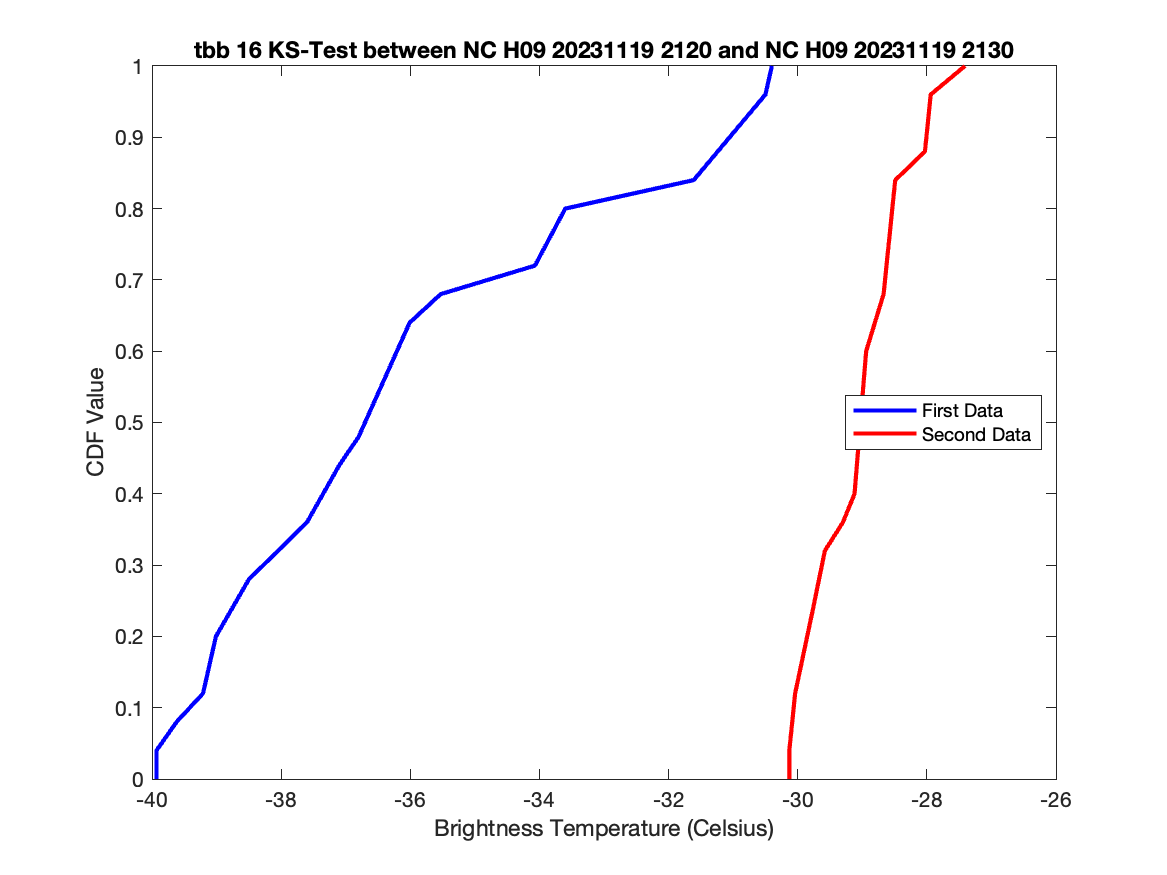 tbb 16 KS-Test between NC H09 20231119 2120 and NC H09 20231119 2130
1
0.9
0.8
0.7
0.6
0.5
0.4
0.3
0.2
0.1
0
CDF Value
First Data
Second Data
-40 -38 -36 -34 -32 -30 -28 -26
Brightness Temperature (Celsius)